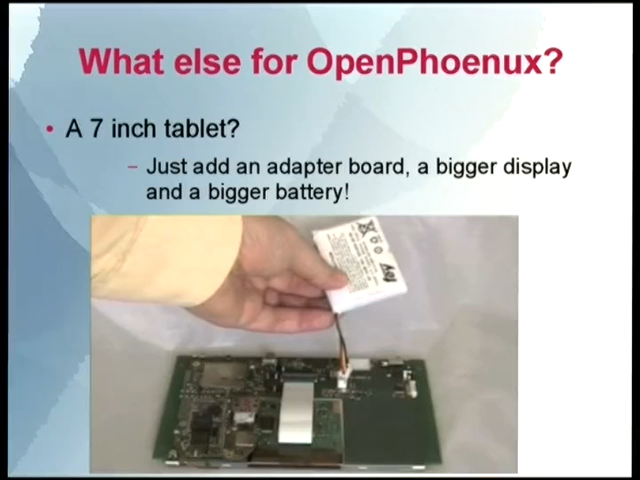 What else for OpenPhoenux?
• A 7 inch tablet?
– Just add an adapter board, a bigger display
and a bigger battery!